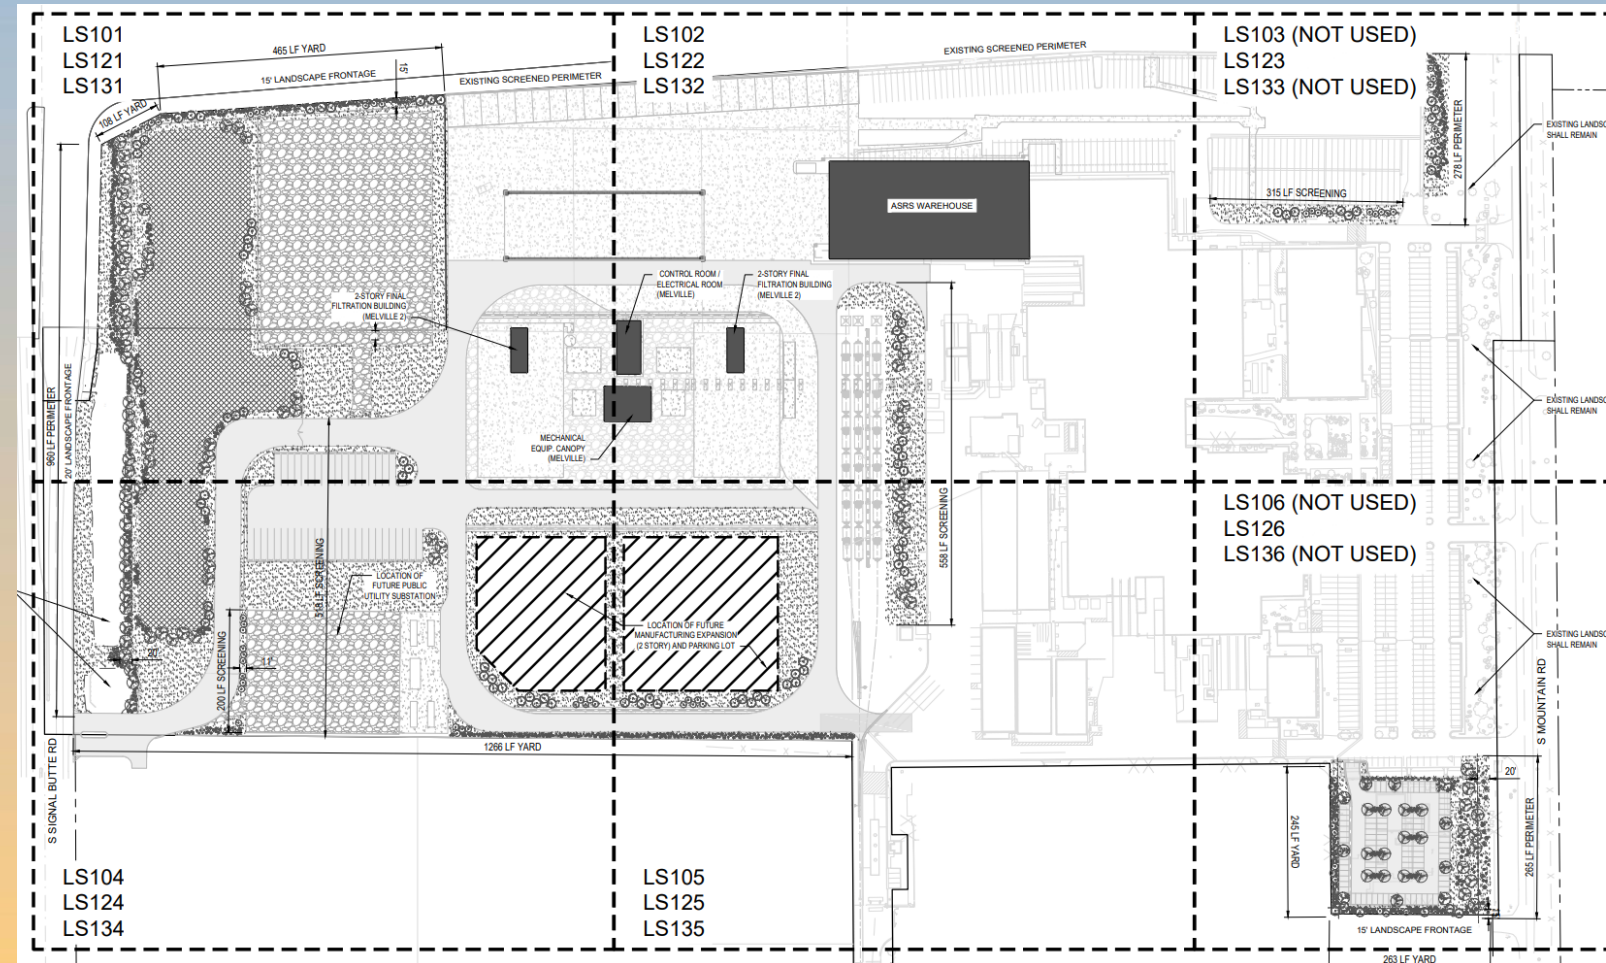 LS101
LS121
LS131
465 LF YARD
15' LANDSCAPE FRONTAGE
15'
108 LF YARD
EXISTING SCREENED PERIMETER
LS102
LS122
LS132
EXISTING SCREENED PERIMETER
LS103 (NOT USED)
LS123
LS133 (NOT USED)
278 LF PERIMETER
EXISTING LANDSC
SHALL REMAIN
315 LF SCREENING
ASRS WAREHOUSE
2-STORY FINAL
FILTRATION BUILDING
(MELVILLE 2)
CONTROL ROOM /
ELECTRICAL ROOM
(MELVILLE)
2-STORY FINAL
FILTRATION BUILDING
(MELVILLE 2)
960 LF PERIMETER
20' LANDSCAPE FRONTAGE
MECHANICAL
EQUIP. CANOPY
(MELVILLE)
EXISTING LANDSC
SHALL REMAIN
558 LF SCREENING
LS106 (NOT USED)
LS126
LS136 (NOT USED)
LOCATION OF
FUTURE PUBLIC
UTILITY SUBSTATION
LF SCREENING
LOCATION OF FUTURE
MANUFACTURING EXPANSION
(2 STORY) AND PARKING LOT
EXISTING LANDSC
SHALL REMAIN
20'
200 LF SCREENING
11'
S MOUNTAIN RD
S SIGNAL BUTTE RD
1266 LF YARD
20'
245 LF YARD
265 LF PERIMETER
LS104
LS124
LS134
LS105
LS125
LS135
15' LANDSCAPE FRONTAGE
263 LF YARD